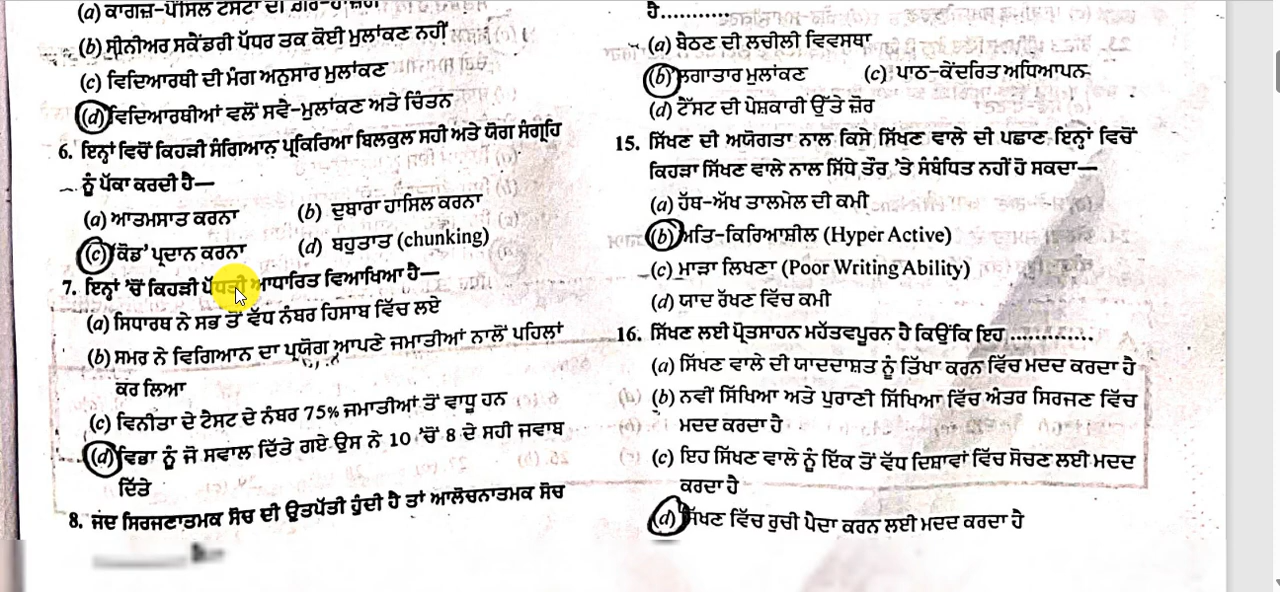 (a) ਕਾਗਜ਼-ਪੈਂਸਿਲ ਟੈਸਟਾਂ ਦੀ ਗੈਰ-ਹਾਜ਼ਰੀ
(b) ਸੀਨੀਅਰ ਸਕੈਂਡਰੀ ਪੱਧਰ ਤਕ ਕੋਈ ਮੁਲਾਂਕਣ ਨਹੀਂ
(c) ਵਿਦਿਆਰਥੀ ਦੀ ਮੰਗ ਅਨੁਸਾਰ ਮੁਲਾਂਕਣ
(d) ਵਿਦਿਆਰਥੀਆਂ ਵਲੋਂ ਸਵੈ-ਮੁਲਾਂਕਣ ਅਤੇ ਚਿੰਤਨ
6. ਇਨ੍ਹਾਂ ਵਿਚੋਂ ਕਿਹੜੀ ਸੰਗਿਆਨ ਪ੍ਰਕਿਰਿਆ ਬਿਲਕੁਲ ਸਹੀ ਅਤੇ ਯੋਗ ਸੰਗ੍ਰਹਿ
ਨੂੰ ਪੱਕਾ ਕਰਦੀ ਹੈ—
(a) ਆਤਮਸਾਤ ਕਰਨਾ (b) ਦੁਬਾਰਾ ਹਾਸਿਲ ਕਰਨਾ
(c) 'ਕੋਡ' ਪ੍ਰਦਾਨ ਕਰਨਾ (d) ਬਹੁਤਾਤ (chunking)
7. ਇਨ੍ਹਾਂ 'ਚੋਂ ਕਿਹੜੀ ਪੱਧਤੀ ਆਧਾਰਿਤ ਵਿਆਖਿਆ ਹੈ—
(a) ਸਿਧਾਰਥ ਨੇ ਸਭ ਤੋਂ ਵੱਧ ਨੰਬਰ ਹਿਸਾਬ ਵਿੱਚ ਲਏ
(b) ਸਮਰ ਨੇ ਵਿਗਿਆਨ ਦਾ ਪ੍ਰਯੋਗ ਆਪਣੇ ਜਮਾਤੀਆਂ ਨਾਲੋਂ ਪਹਿਲਾਂ
ਕਰ ਲਿਆ
(c) ਵਿਨੀਤਾ ਦੇ ਟੈਸਟ ਦੇ ਨੰਬਰ 75% ਜਮਾਤੀਆਂ ਤੋਂ ਵਾਧੂ ਹਨ
(d) ਵਿਭਾ ਨੂੰ ਜੋ ਸਵਾਲ ਦਿੱਤੇ ਗਏ ਉਸ ਨੇ 10 'ਚੋਂ 8 ਦੇ ਸਹੀ ਜਵਾਬ
ਦਿੱਤੇ
8. ਜਦ ਸਿਰਜਣਾਤਮਕ ਸੋਚ ਦੀ ਉਤਪੱਤੀ ਹੁੰਦੀ ਹੈ ਤਾਂ ਆਲੋਚਨਾਤਮਕ ਸੋਚ
ਹੈ............
(a) ਬੈਠਣ ਦੀ ਲਚੀਲੀ ਵਿਵਸਥਾ
(b) ਲਗਾਤਾਰ ਮੁਲਾਂਕਣ (c) ਪਾਠ-ਕੇਂਦਰਿਤ ਅਧਿਆਪਨ
(d) ਟੈੱਸਟ ਦੀ ਪੇਸ਼ਕਾਰੀ ਉੱਤੇ ਜ਼ੋਰ
15. ਸਿੱਖਣ ਦੀ ਅਯੋਗਤਾ ਨਾਲ ਕਿਸੇ ਸਿੱਖਣ ਵਾਲੇ ਦੀ ਪਛਾਣ ਇਨ੍ਹਾਂ ਵਿਚੋਂ
ਕਿਹੜਾ ਸਿੱਖਣ ਵਾਲੇ ਨਾਲ ਸਿੱਧੇ ਤੌਰ 'ਤੇ ਸੰਬੰਧਿਤ ਨਹੀਂ ਹੋ ਸਕਦਾ—
(a) ਹੱਥ-ਅੱਖ ਤਾਲਮੇਲ ਦੀ ਕਮੀ
(b) ਅਤਿ-ਕਿਰਿਆਸ਼ੀਲ (Hyper Active)
(c) ਮਾੜਾ ਲਿਖਣਾ (Poor Writing Ability)
(d) ਯਾਦ ਰੱਖਣ ਵਿੱਚ ਕਮੀ
16. ਸਿੱਖਣ ਲਈ ਪ੍ਰੋਤਸਾਹਨ ਮਹੱਤਵਪੂਰਨ ਹੈ ਕਿਉਂਕਿ ਇਹ .............
(a) ਸਿੱਖਣ ਵਾਲੇ ਦੀ ਯਾਦਦਾਸ਼ਤ ਨੂੰ ਤਿੱਖਾ ਕਰਨ ਵਿੱਚ ਮਦਦ ਕਰਦਾ ਹੈ
(b) ਨਵੀਂ ਸਿੱਖਿਆ ਅਤੇ ਪੁਰਾਣੀ ਸਿੱਖਿਆ ਵਿੱਚ ਅੰਤਰ ਸਿਰਜਣ ਵਿੱਚ
ਮਦਦ ਕਰਦਾ ਹੈ
(c) ਇਹ ਸਿੱਖਣ ਵਾਲੇ ਨੂੰ ਇੱਕ ਤੋਂ ਵੱਧ ਦਿਸ਼ਾਵਾਂ ਵਿੱਚ ਸੋਚਣ ਲਈ ਮਦਦ
ਕਰਦਾ ਹੈ
(d) ਸਿੱਖਣ ਵਿੱਚ ਰੁਚੀ ਪੈਦਾ ਕਰਨ ਲਈ ਮਦਦ ਕਰਦਾ ਹੈ